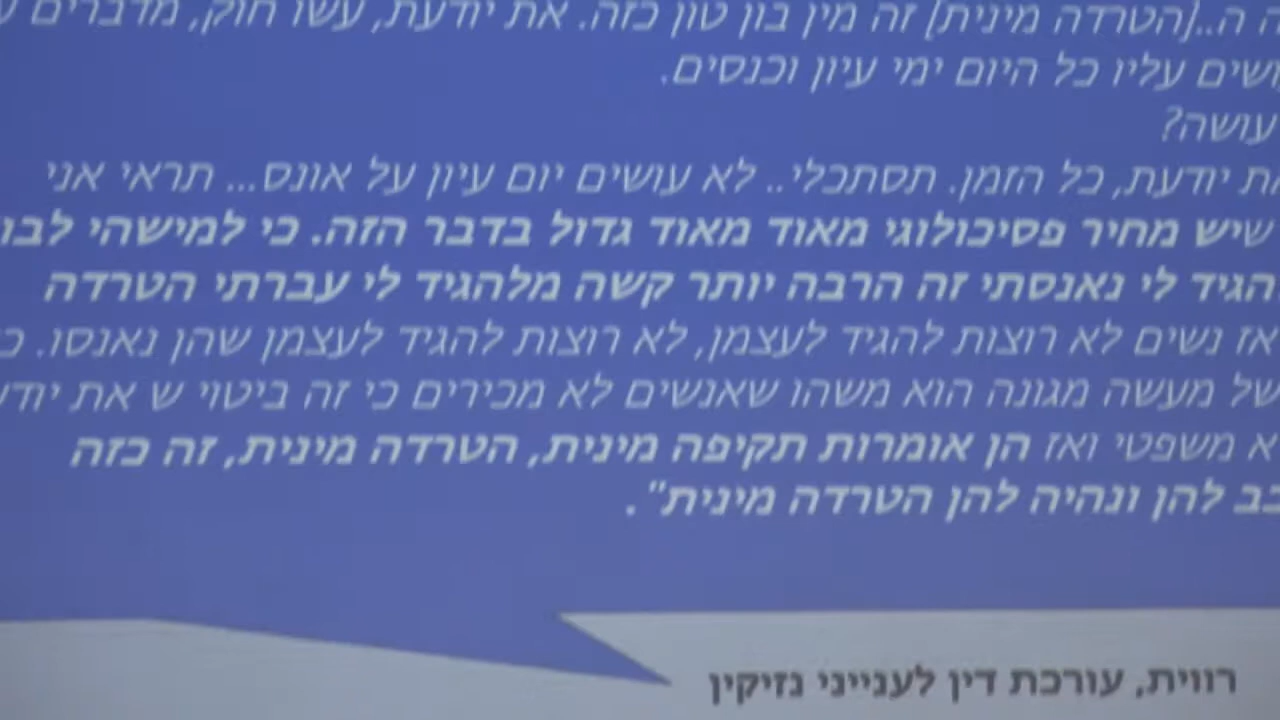 ה..[הטרדה מינית] זה מין בון טון כזה. את יודעת, עשו חוק, מדברים
עליו כל היום ימי עיון וכנסים.
עושה?
יודעת, כל הזמן. תסתכלי.. לא עושים יום עיון על אונס... תראי אני
שיש מחיר פסיכולוגי מאוד מאוד גדול בדבר הזה. כי למישהי
הגיד לי נאנסתי זה הרבה יותר קשה מלהגיד לי עברתי הטרדה
אז נשים לא רוצות להגיד לעצמן, לא רוצות להגיד לעצמן שהן נאנסו.
של מעשה מגונה הוא משהו שאנשים לא מכירים כי זה ביטוי ש את
משפטי ואז הן אומרות תקיפה מינית, הטרדה מינית, זה כזה
להן ונהיה להן הטרדה מינית".
רווית, עורכת דין לענייני נזיקין